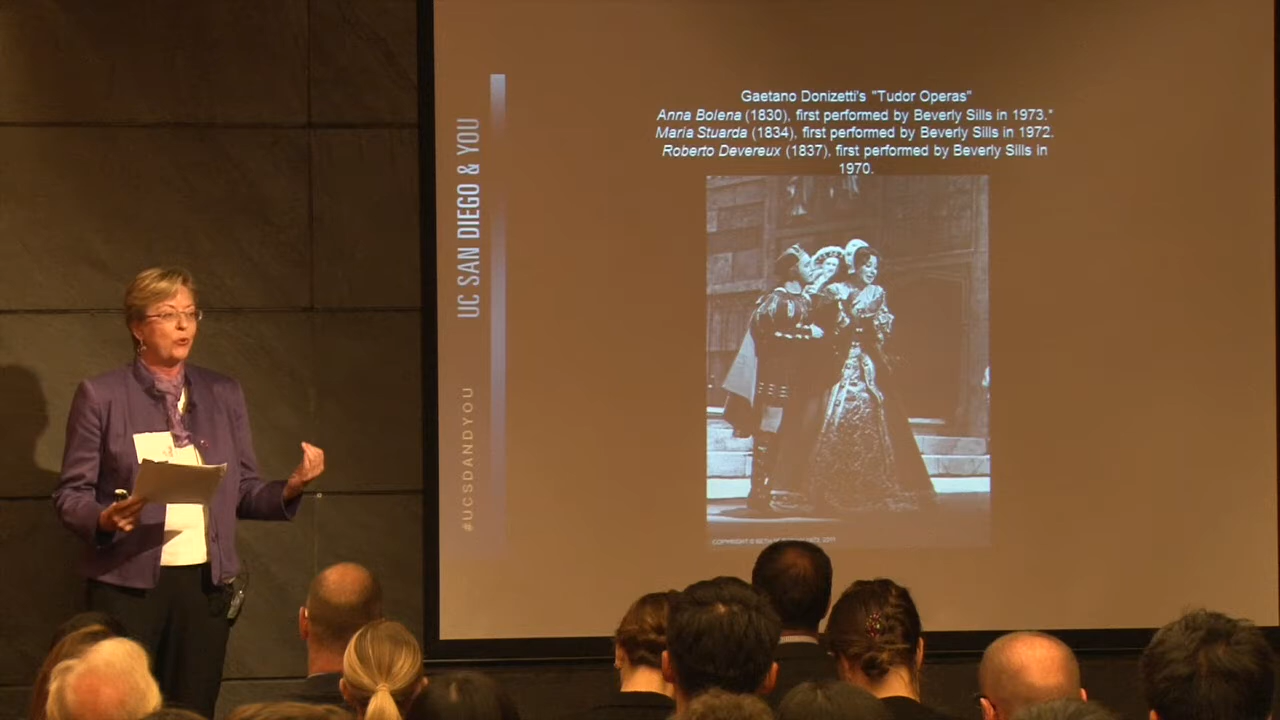 Gaetano Donizetti's "Tudor Operas"
Anna Bolena (1830), first performed by Beverly Sills in 1973.*
Maria Stuarda (1834), first performed by Beverly Sills in 1972.
Roberto Devereux (1837), first performed by Beverly Sills in
1970.
UC SAN DIEGO & YOU
#UCSDANDYOU
COPYRIGHT © BETH